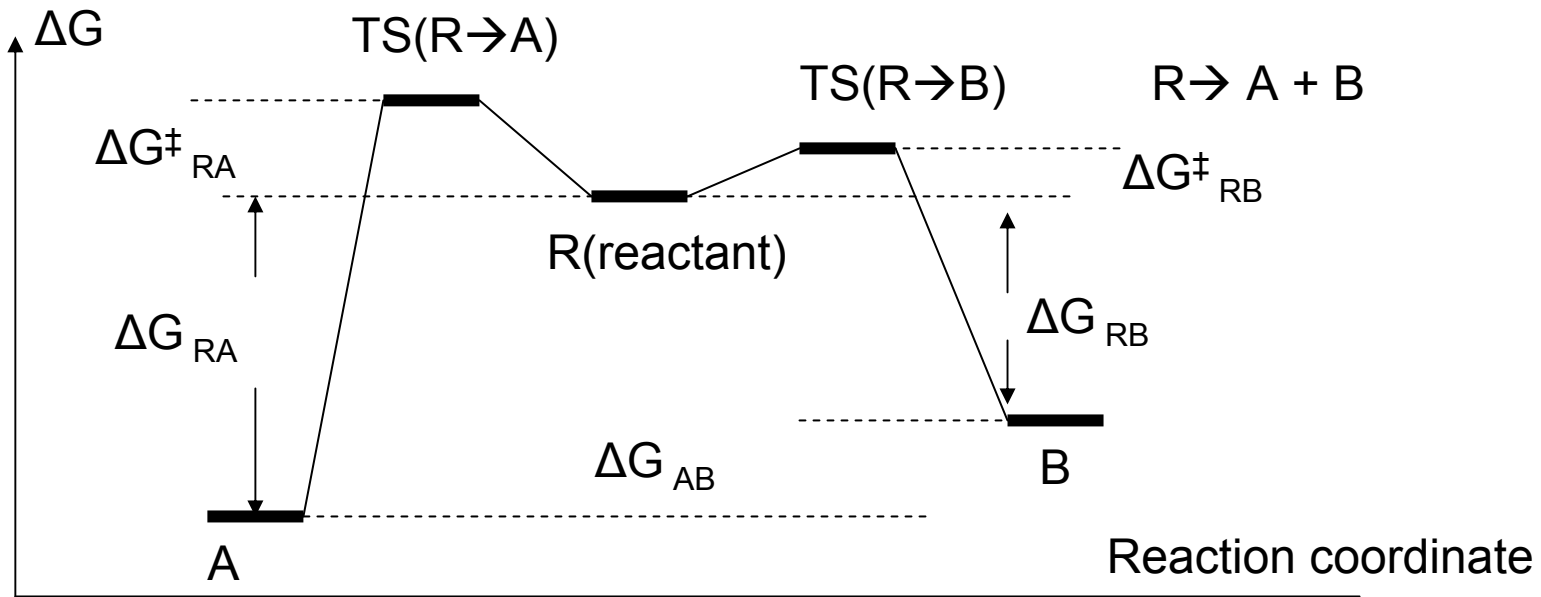 ΔG
TS(R→A)
TS(R→B)
R→ A + B
ΔG‡ RA
ΔG‡ RB
R(reactant)
ΔG RA
ΔG RB
ΔG AB
B
A
Reaction coordinate